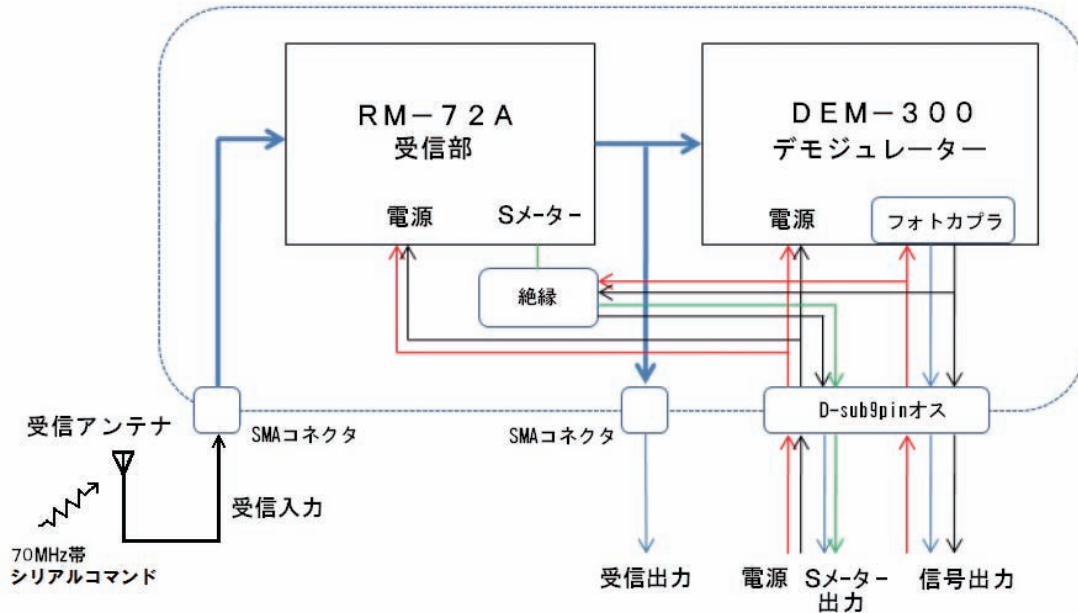 RM-72A
受信部
DEM-300
デモジュレーター
電源
Sメーター
電源
フォトカプラ
絶縁
D-sub9pinオス
受信アンテナ
SMAコネクタ
SMAコネクタ
受信入力
70MHz帯
シリアルコマンド
受信出力
電源
Sメーター
出力
信号出力